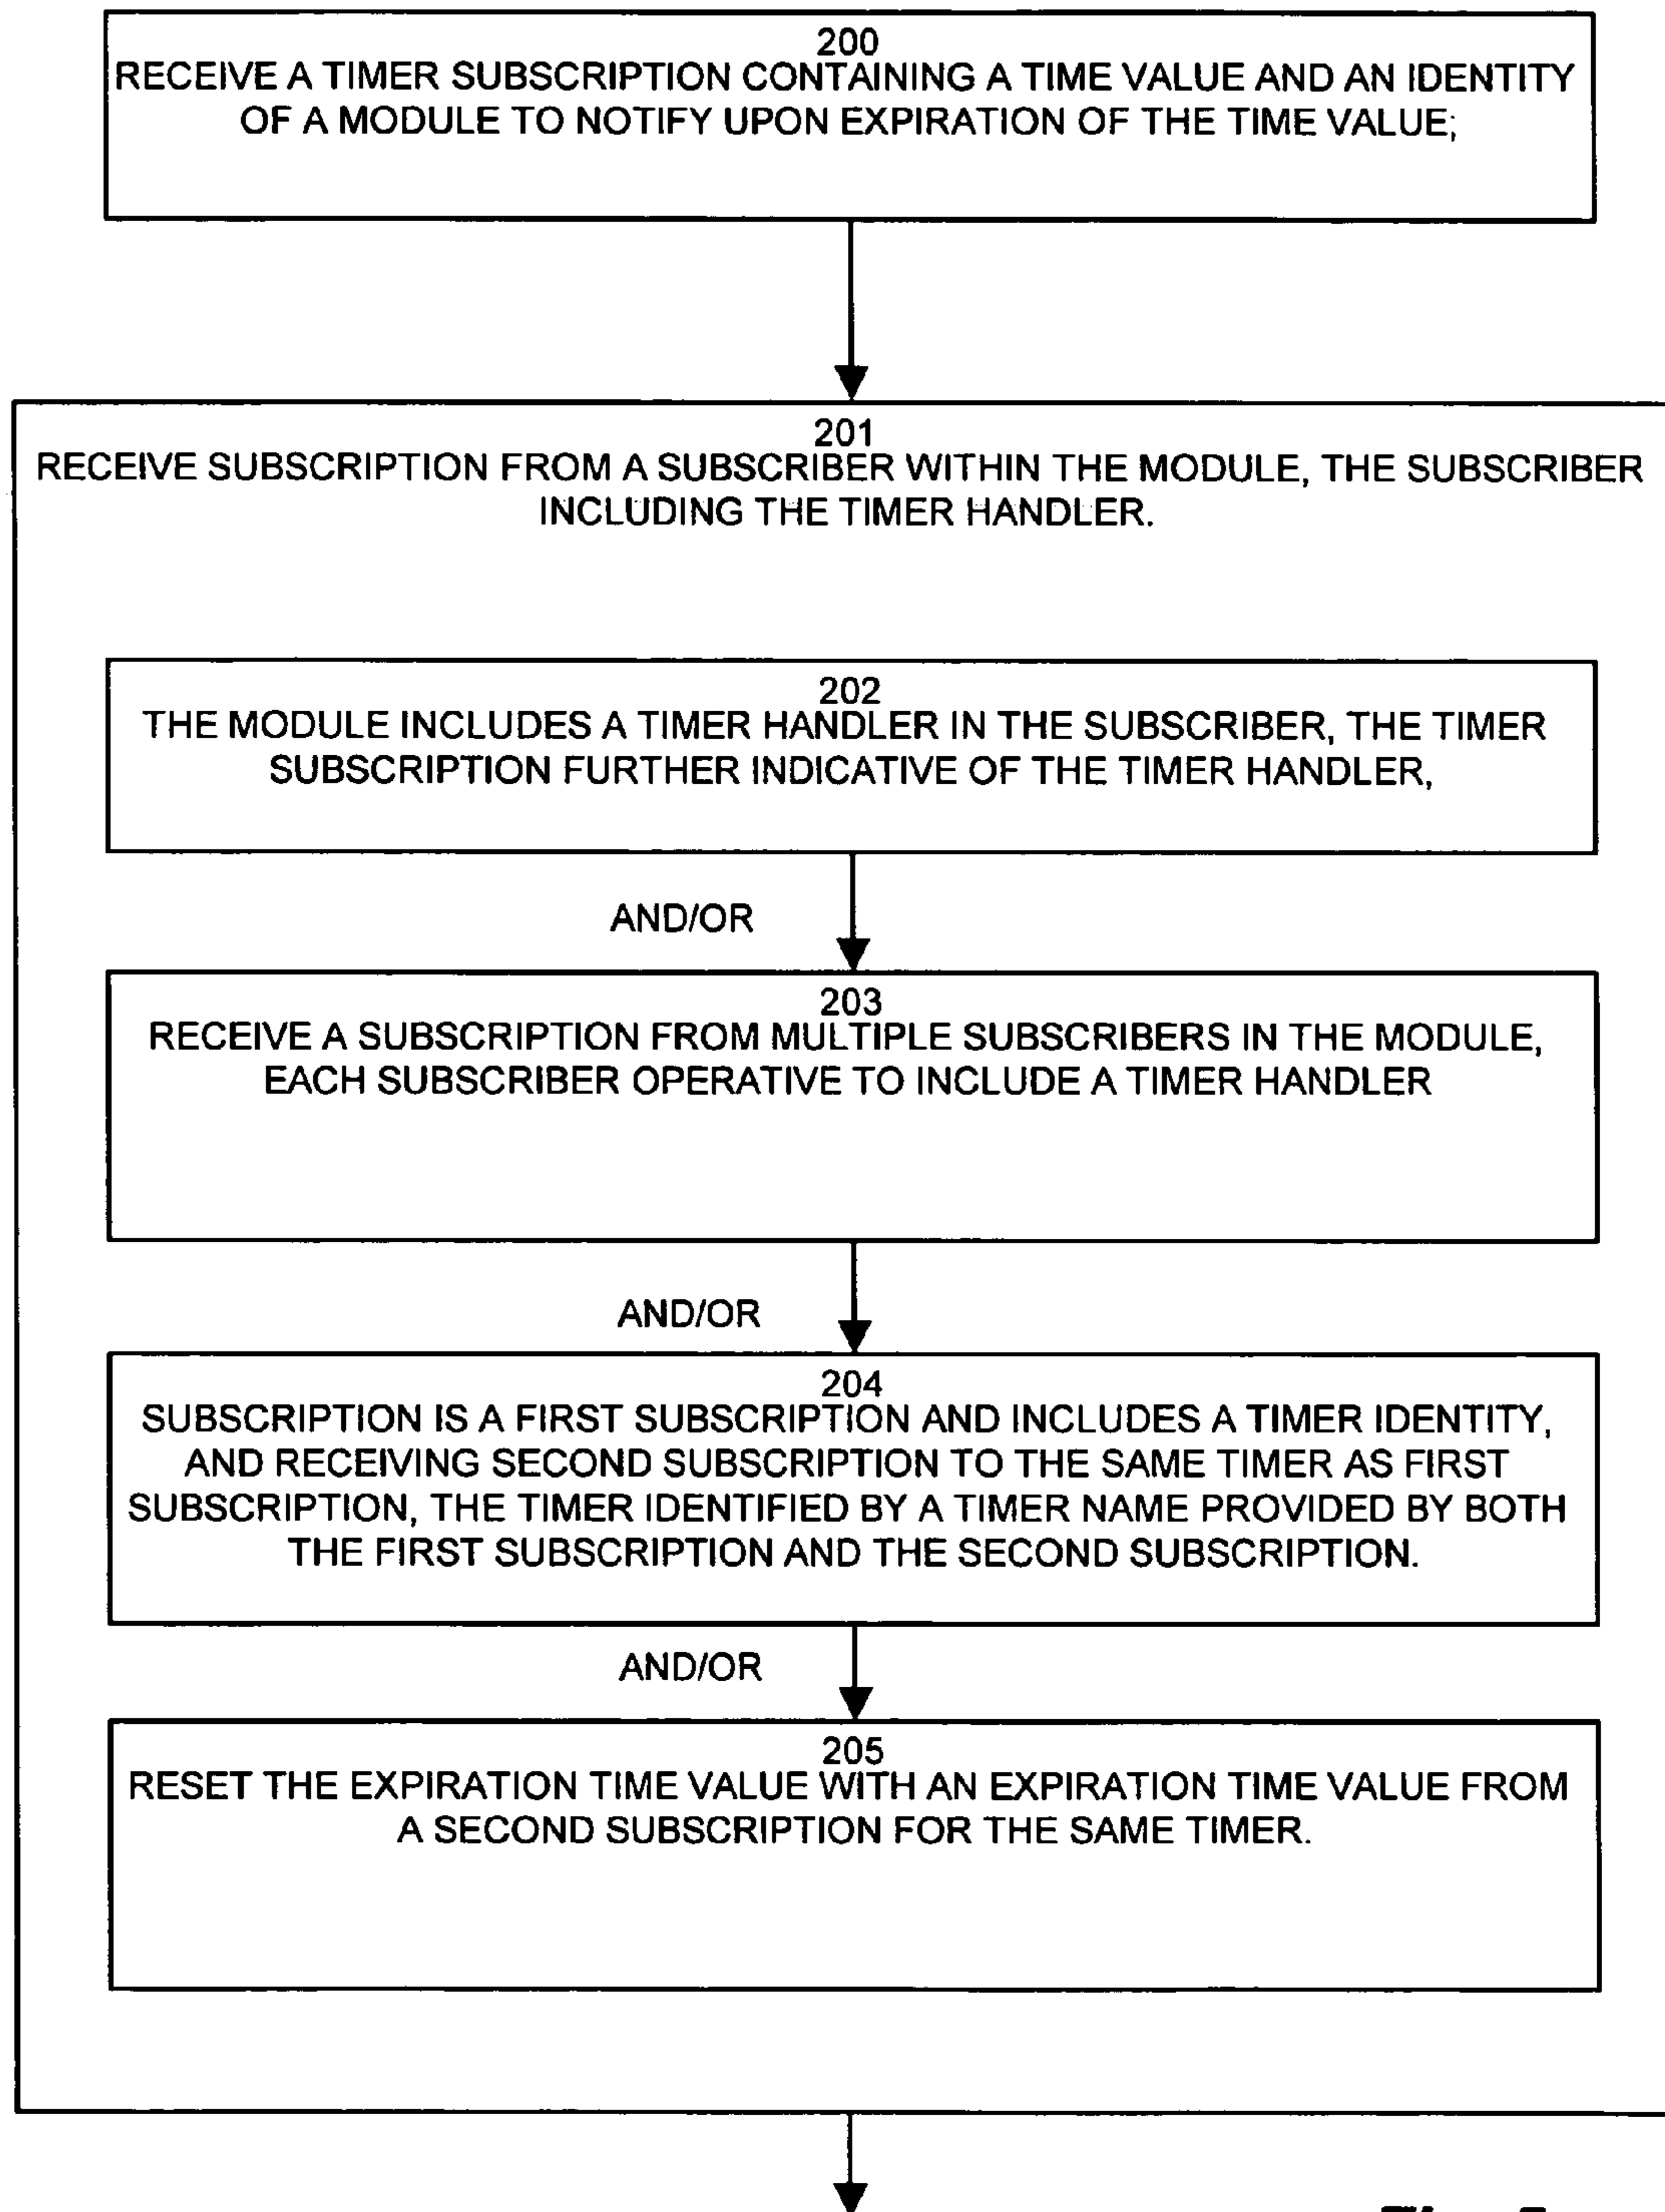 200
RECEIVE A TIMER SUBSCRIPTION CONTAINING A TIME VALUE AND AN IDENTITY
OF A MODULE TO NOTIFY UPON EXPIRATION OF THE TIME VALUE;
201
RECEIVE SUBSCRIPTION FROM A SUBSCRIBER WITHIN THE MODULE, THE SUBSCRIBER
INCLUDING THE TIMER HANDLER.
202
THE MODULE INCLUDES A TIMER HANDLER IN THE SUBSCRIBER, THE TIMER
SUBSCRIPTION FURTHER INDICATIVE OF THE TIMER HANDLER,
AND/OR
203
RECEIVE A SUBSCRIPTION FROM MULTIPLE SUBSCRIBERS IN THE MODULE,
EACH SUBSCRIBER OPERATIVE TO INCLUDE A TIMER HANDLER
AND/OR
204
SUBSCRIPTION IS A FIRST SUBSCRIPTION AND INCLUDES A TIMER IDENTITY,
AND RECEIVING SECOND SUBSCRIPTION TO THE SAME TIMER AS FIRST
SUBSCRIPTION, THE TIMER IDENTIFIED BY A TIMER NAME PROVIDED BY BOTH
THE FIRST SUBSCRIPTION AND THE SECOND SUBSCRIPTION.
AND/OR
205
RESET THE EXPIRATION TIME VALUE WITH AN EXPIRATION TIME VALUE FROM
A SECOND SUBSCRIPTION FOR THE SAME TIMER.